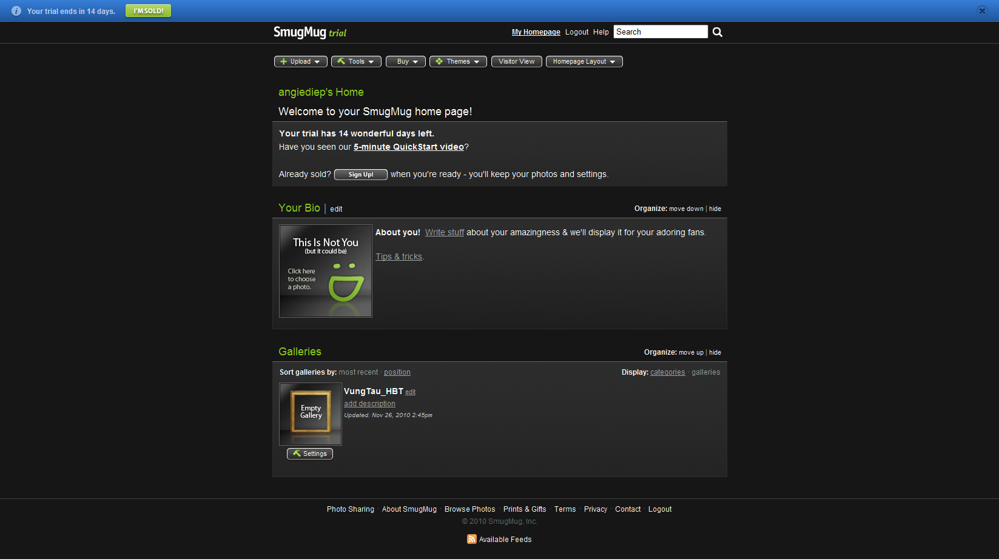 Your trial ends in 14 days. I'M SOLD!
SmugMug trial My Homepage Logout Help Search
Upload Tools Buy Themes Visitor View Homepage Layout
angiediep's Home
Welcome to your SmugMug home page!
Your trial has 14 wonderful days left.
Have you seen our 5-minute QuickStart video?
Already sold? Sign Up! when you're ready - you'll keep your photos and settings.
Your Bio | edit Organize: move down | hide
This Is Not You
(but it could be)
Click here
to choose
a photo.
About you! Write stuff about your amazingness & we'll display it for your adoring fans.
Tips & tricks.
Galleries Organize: move up | hide
Sort galleries by: most recent · position Display: categories · galleries
Empty
Gallery
VungTau_HBT edit
add description
Updated: Nov 26, 2010 2:45pm
Settings
Photo Sharing · About SmugMug · Browse Photos · Prints & Gifts · Terms · Privacy · Contact · Logout
© 2010 SmugMug, Inc.
Available Feeds